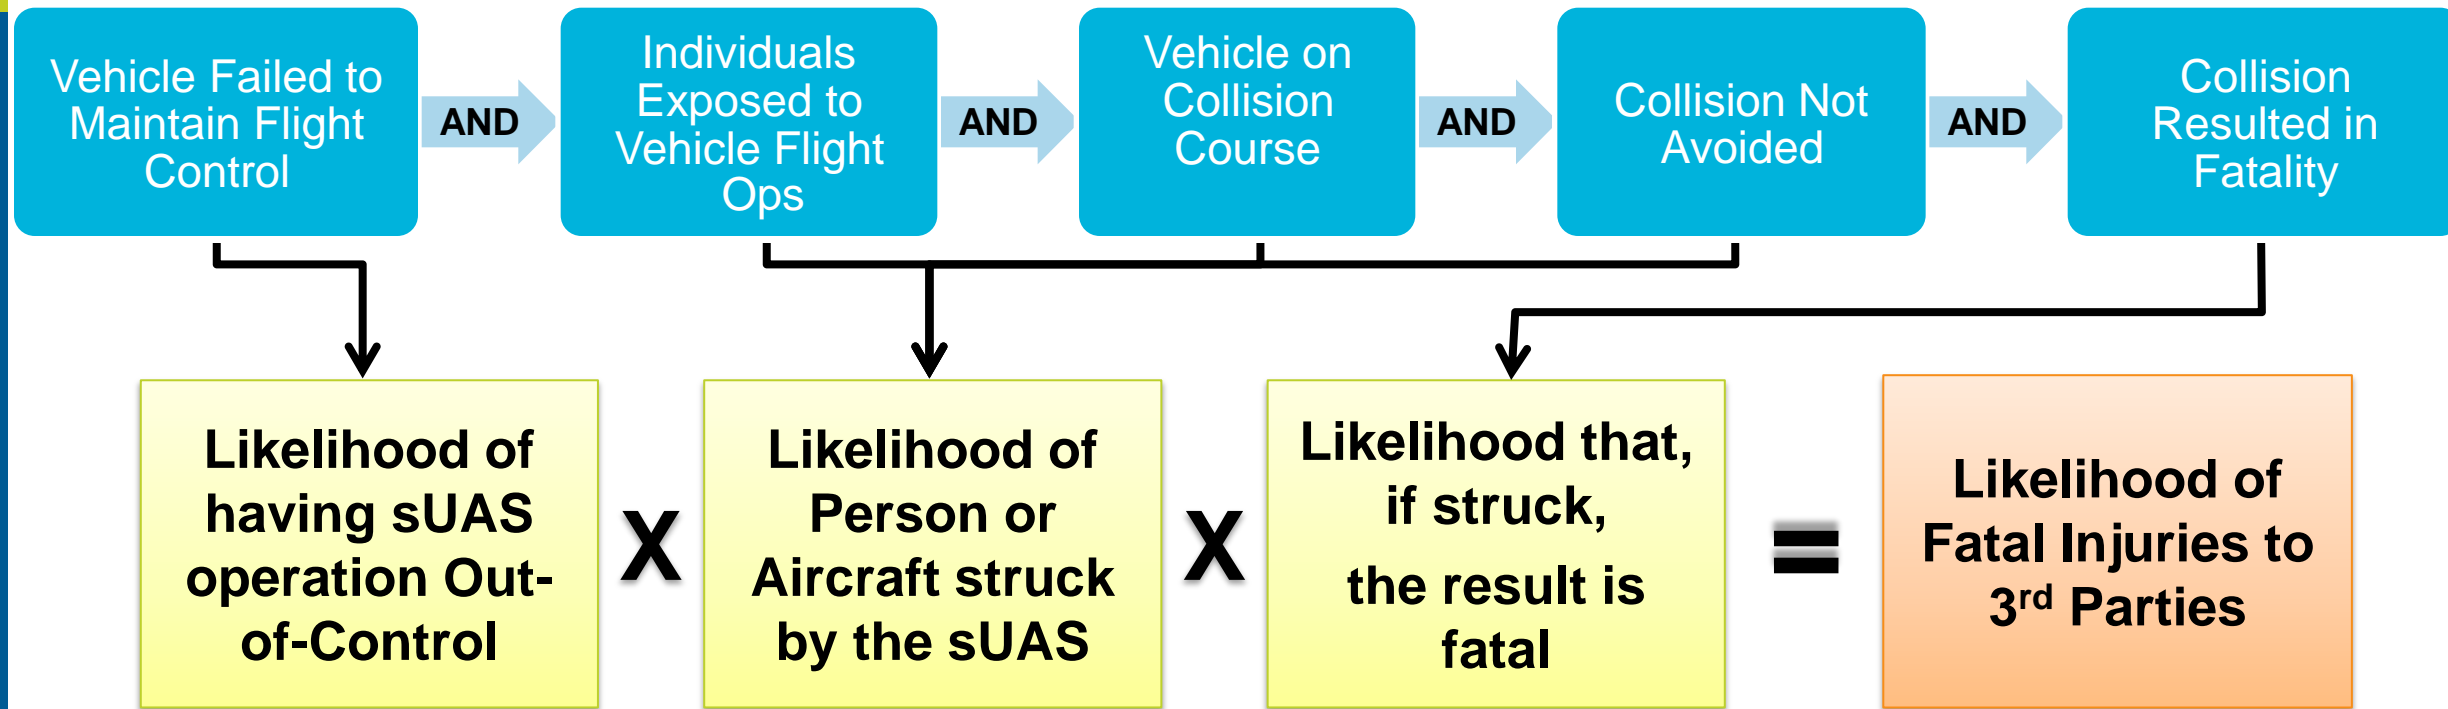 Vehicle Failed to
Maintain Flight
Control
AND
Individuals
Exposed to
Vehicle Flight
Ops
AND
Vehicle on
Collision
Course
AND
Collision Not
Avoided
AND
Collision
Resulted in
Fatality
Likelihood of
having sUAS
operation Out-
of-Control
X
Likelihood of
Person or
Aircraft struck
by the sUAS
X
Likelihood that,
if struck,
the result is
fatal
=
Likelihood of
Fatal Injuries to
3rd Parties